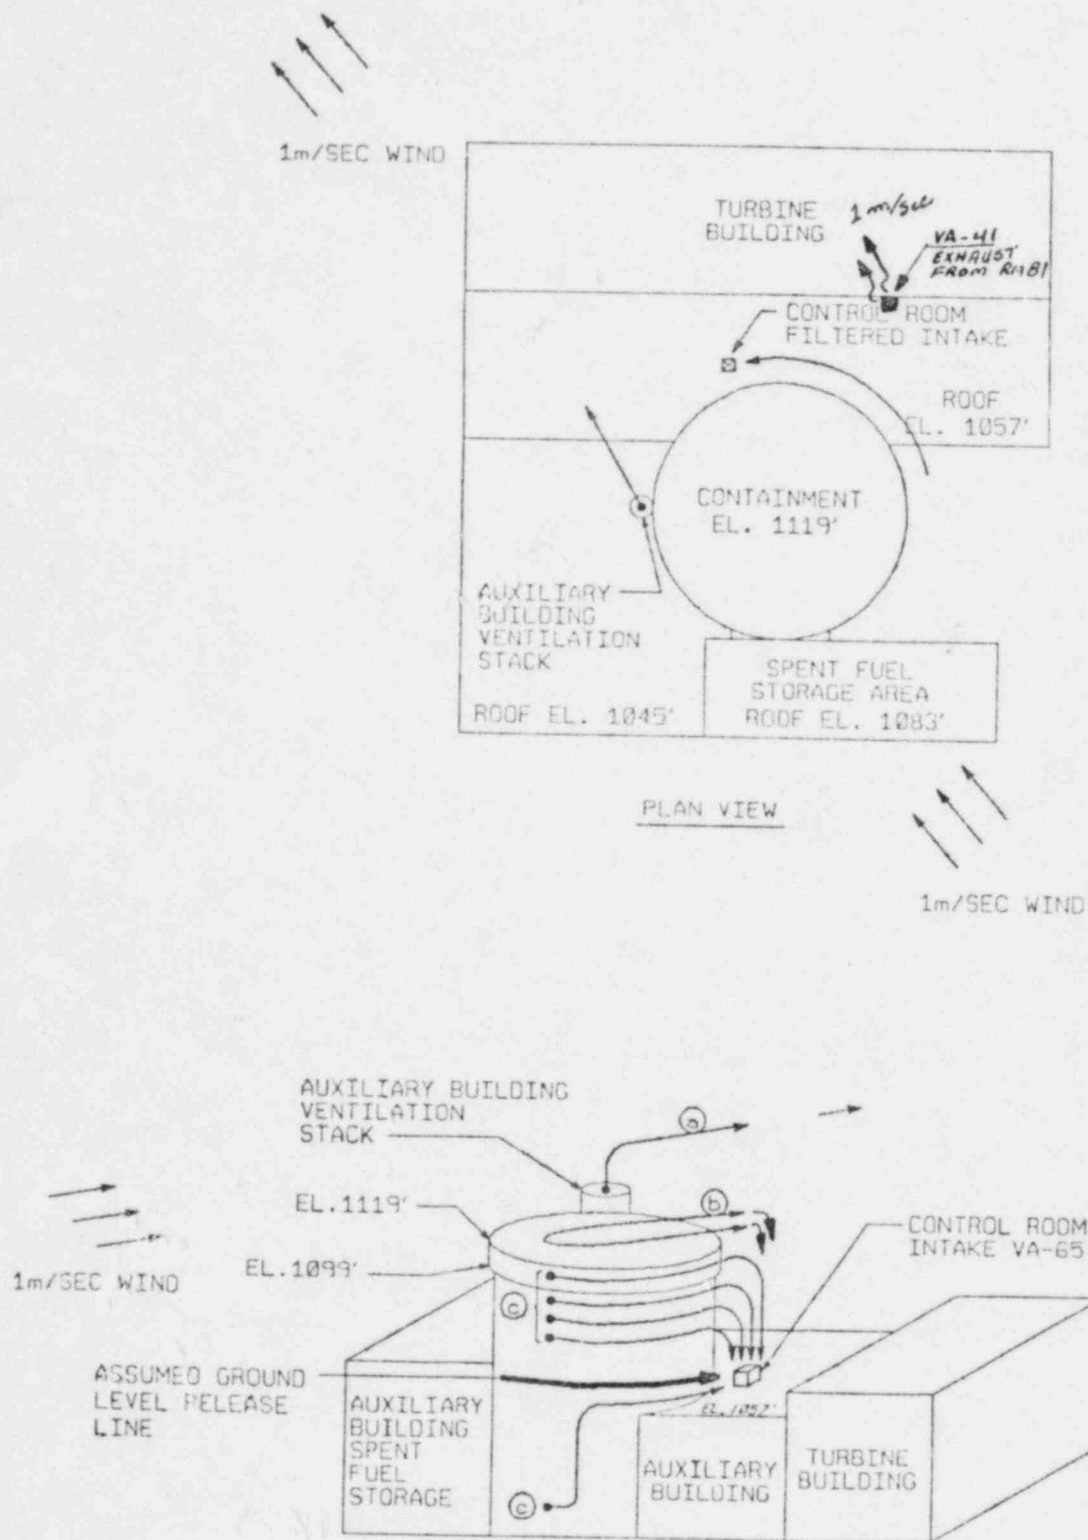 1m/SEC WIND
TURBINE
BUILDING
1 m/sec
VA-41
EXHAUST
FROM RM81
CONTROL ROOM
FILTERED INTAKE
ROOF
EL. 1057'
CONTAINMENT
EL. 1119'
AUXILIARY
BUILDING
VENTILATION
STACK
SPENT FUEL
STORAGE AREA
ROOF EL. 1083'
ROOF EL. 1045'
PLAN VIEW
1m/SEC WIND
AUXILIARY BUILDING
VENTILATION
STACK
a
EL.1119'
b
CONTROL ROOM
INTAKE VA-65
EL.1099'
1m/SEC WIND
c
ASSUMED GROUND
LEVEL RELEASE
LINE
EL.1057'
AUXILIARY
BUILDING
SPENT
FUEL
STORAGE
c
AUXILIARY
BUILDING
TURBINE
BUILDING